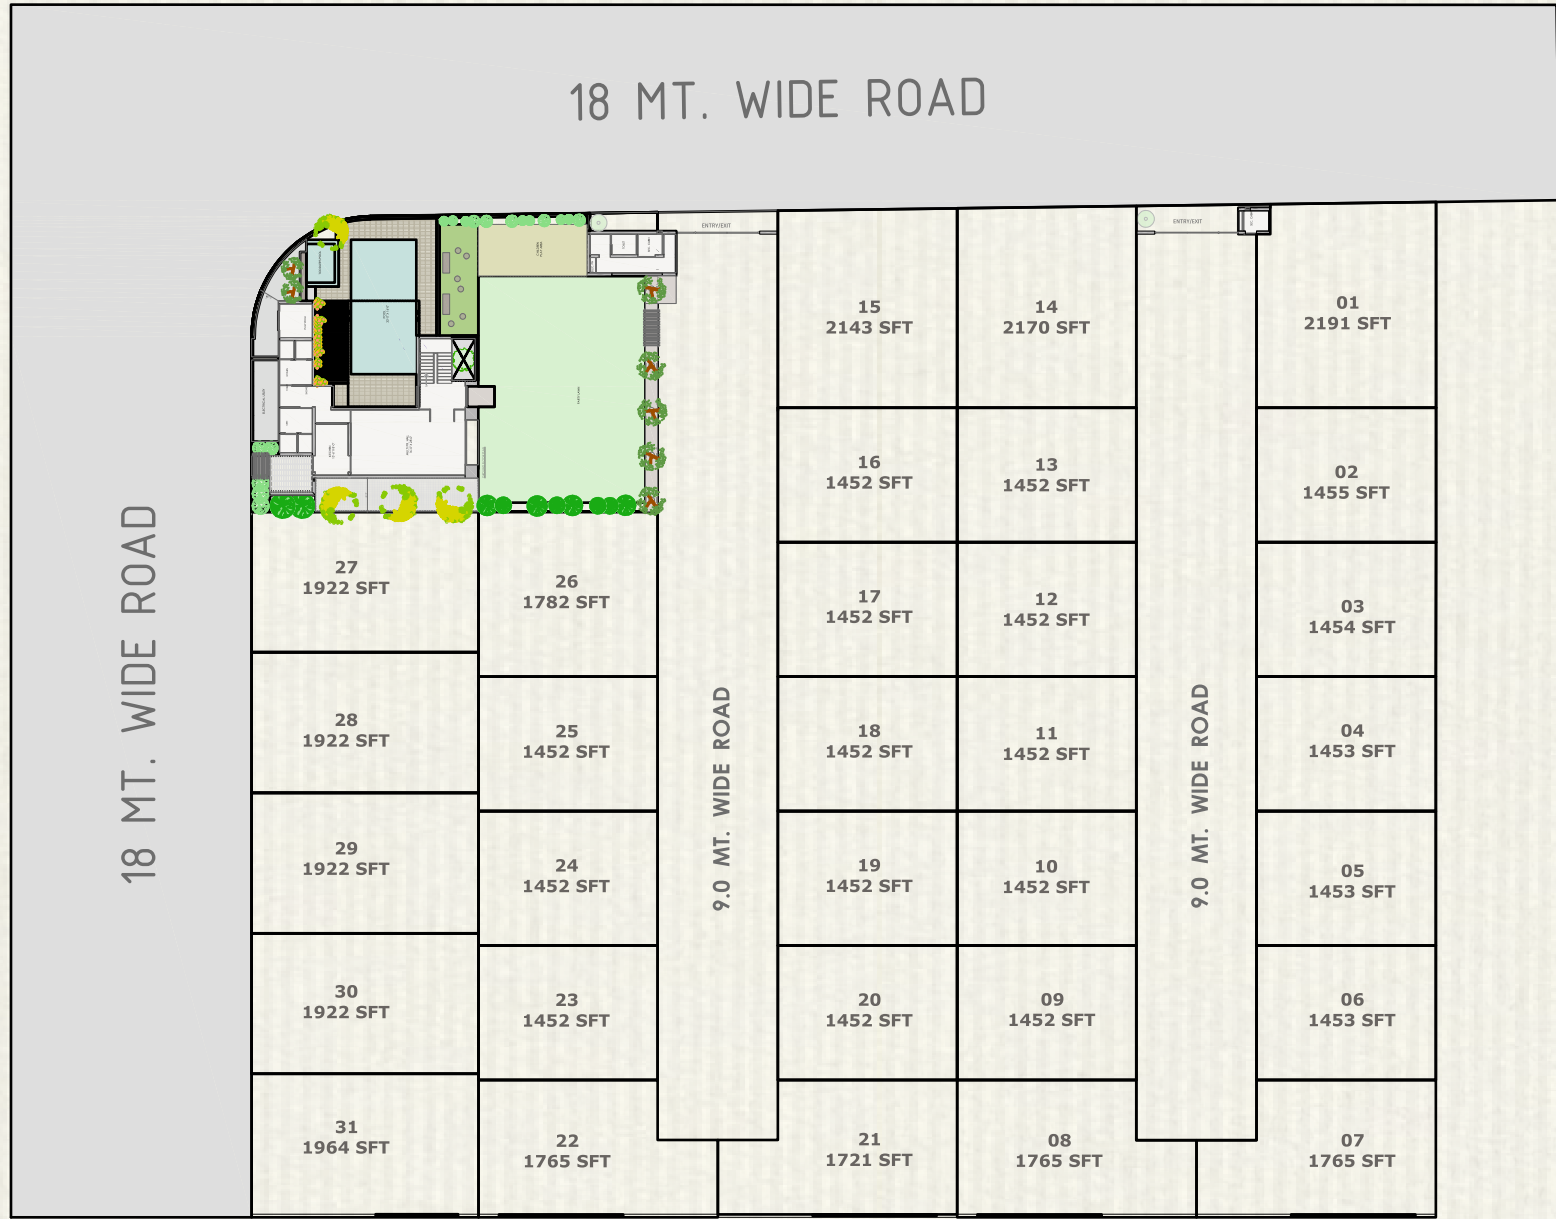 18 MT. WIDE ROAD
18 MT. WIDE ROAD
ENTRY/EXIT
ENTRY/EXIT
15
2143 SFT
14
2170 SFT
01
2191 SFT
16
1452 SFT
13
1452 SFT
02
1455 SFT
27
1922 SFT
26
1782 SFT
17
1452 SFT
12
1452 SFT
03
1454 SFT
28
1922 SFT
25
1452 SFT
9.0 MT. WIDE ROAD
18
1452 SFT
11
1452 SFT
9.0 MT. WIDE ROAD
04
1453 SFT
29
1922 SFT
24
1452 SFT
19
1452 SFT
10
1452 SFT
05
1453 SFT
30
1922 SFT
23
1452 SFT
20
1452 SFT
09
1452 SFT
06
1453 SFT
31
1964 SFT
22
1765 SFT
21
1721 SFT
08
1765 SFT
07
1765 SFT